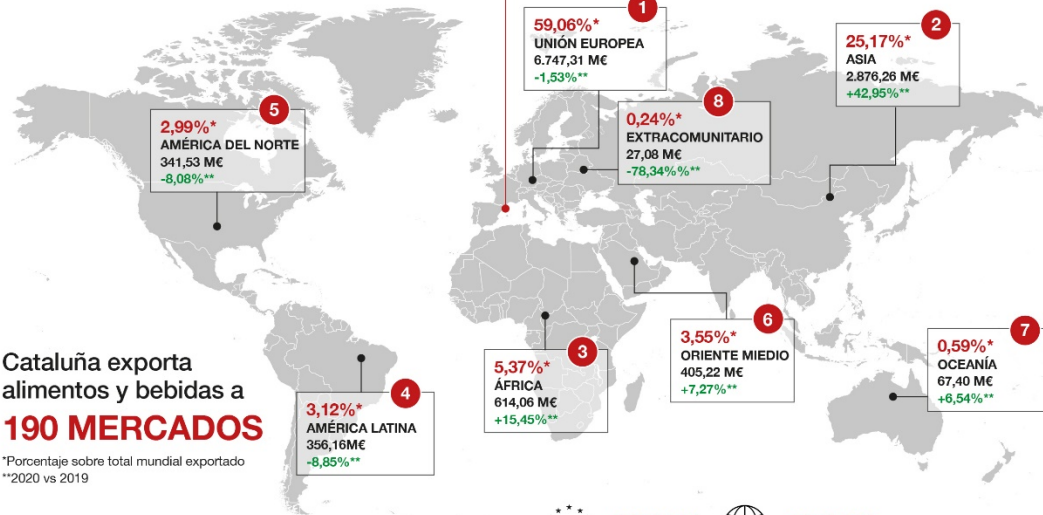 1
59,06%*
UNIÓN EUROPEA
6.747,31 M€
-1,53%**
2
25,17%*
ASIA
2.876,26 M€
+42,95%**
8
0,24%*
EXTRACOMUNITARIO
27,08 M€
-78,34%%**
5
2,99%*
AMÉRICA DEL NORTE
341,53 M€
-8,08%**
6
3,55%*
ORIENTE MIEDIO
405,22 M€
+7,27%**
7
0,59%*
OCEANÍA
67,40 M€
+6,54%**
3
5,37%*
ÁFRICA
614,06 M€
+15,45%**
4
3,12%*
AMÉRICA LATINA
356,16M€
-8,85%**
Cataluña exporta
alimentos y bebidas a
190 MERCADOS
*Porcentaje sobre total mundial exportado
**2020 vs 2019